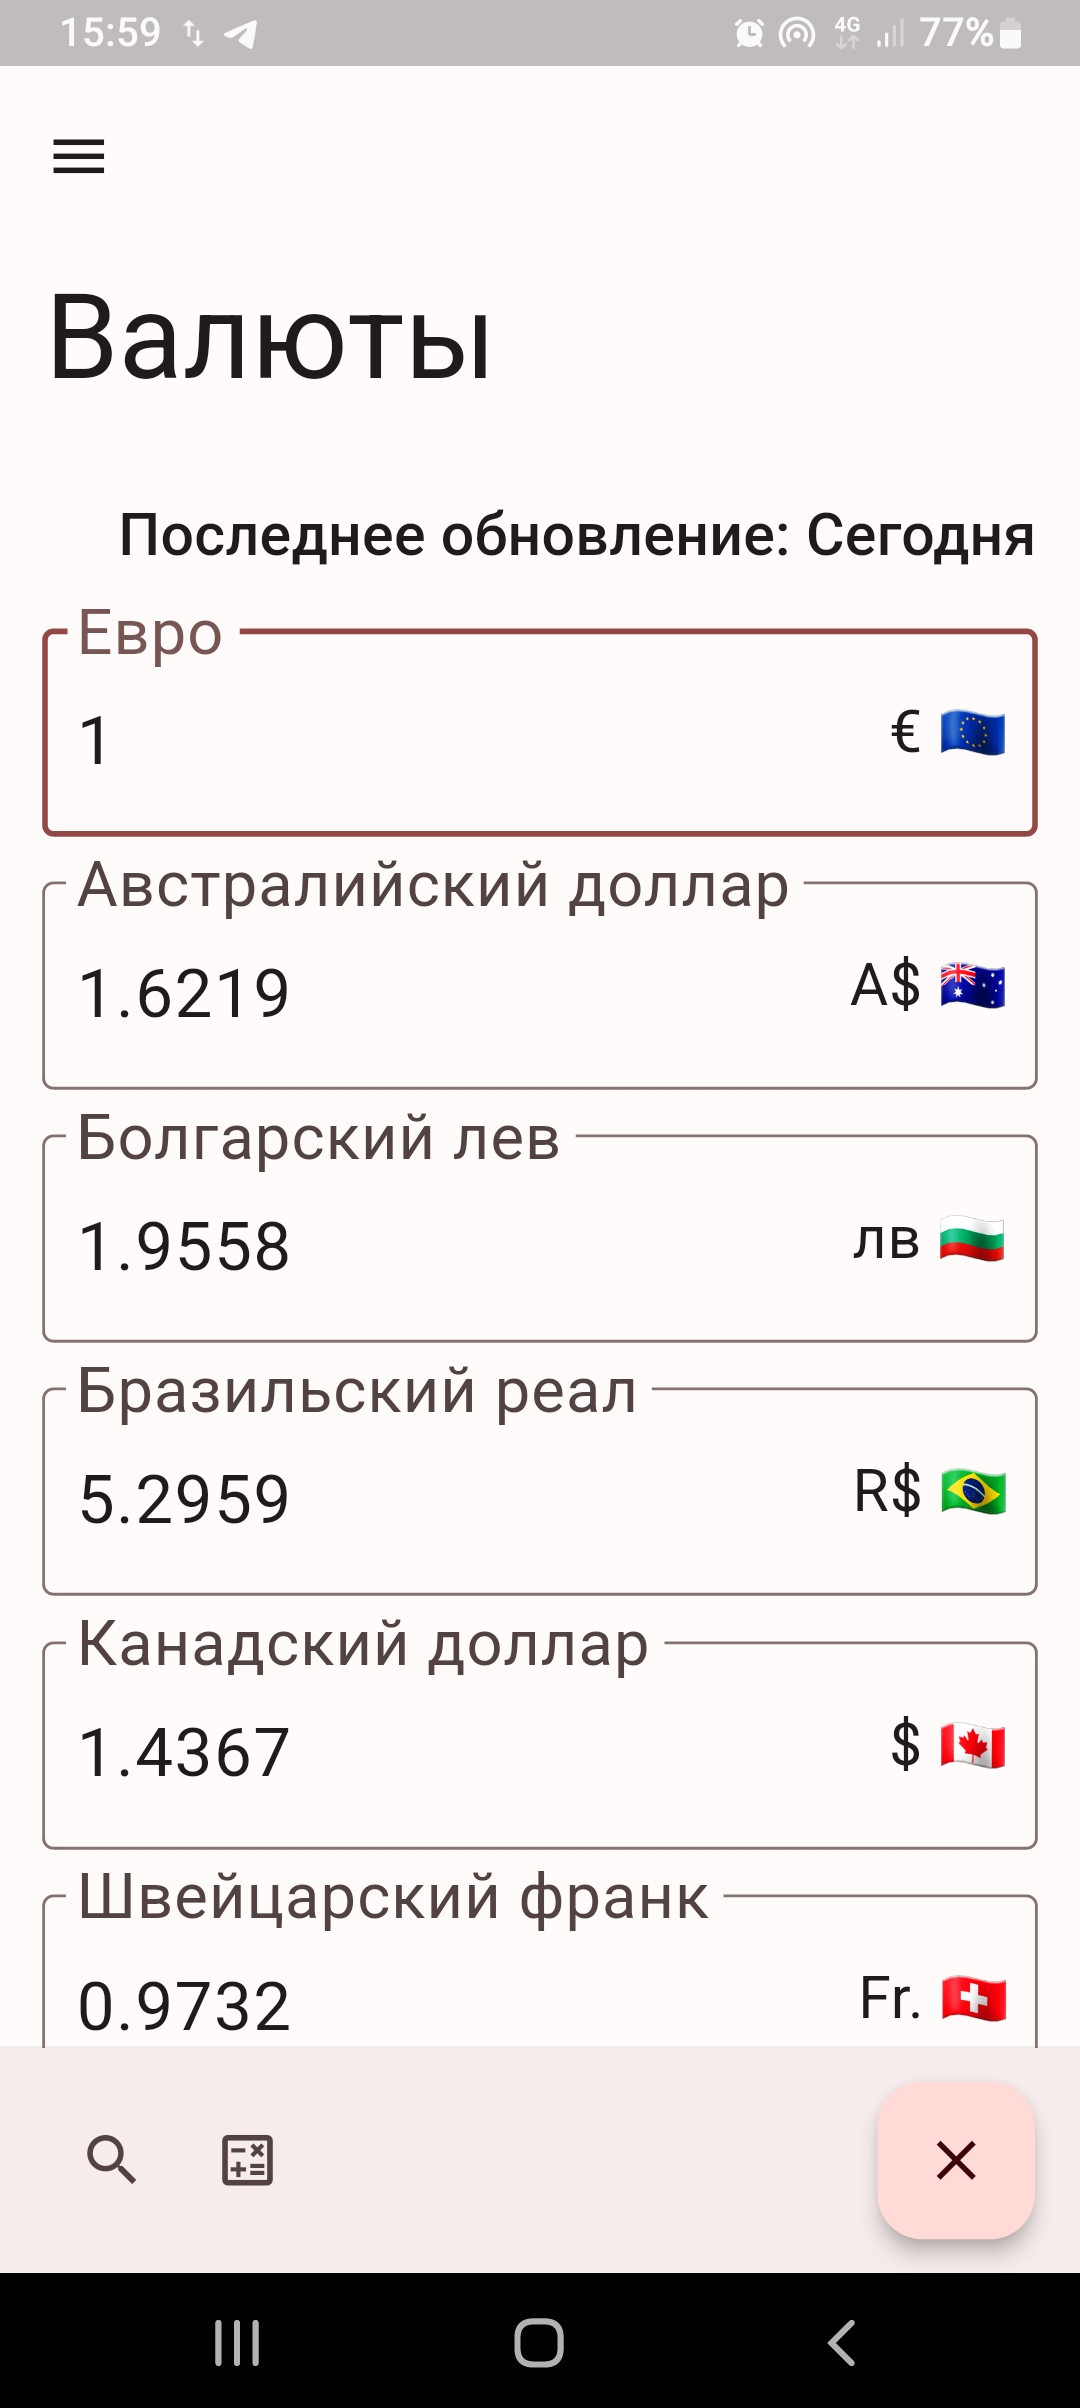 15:59 4G 77%
Валюты
Последнее обновление: Сегодня
Евро
1 €
Австралийский доллар
1.6219 A$
Болгарский лев
1.9558 лв
Бразильский реал
5.2959 R$
Канадский доллар
1.4367 $
Швейцарский франк
0.9732 Fr.